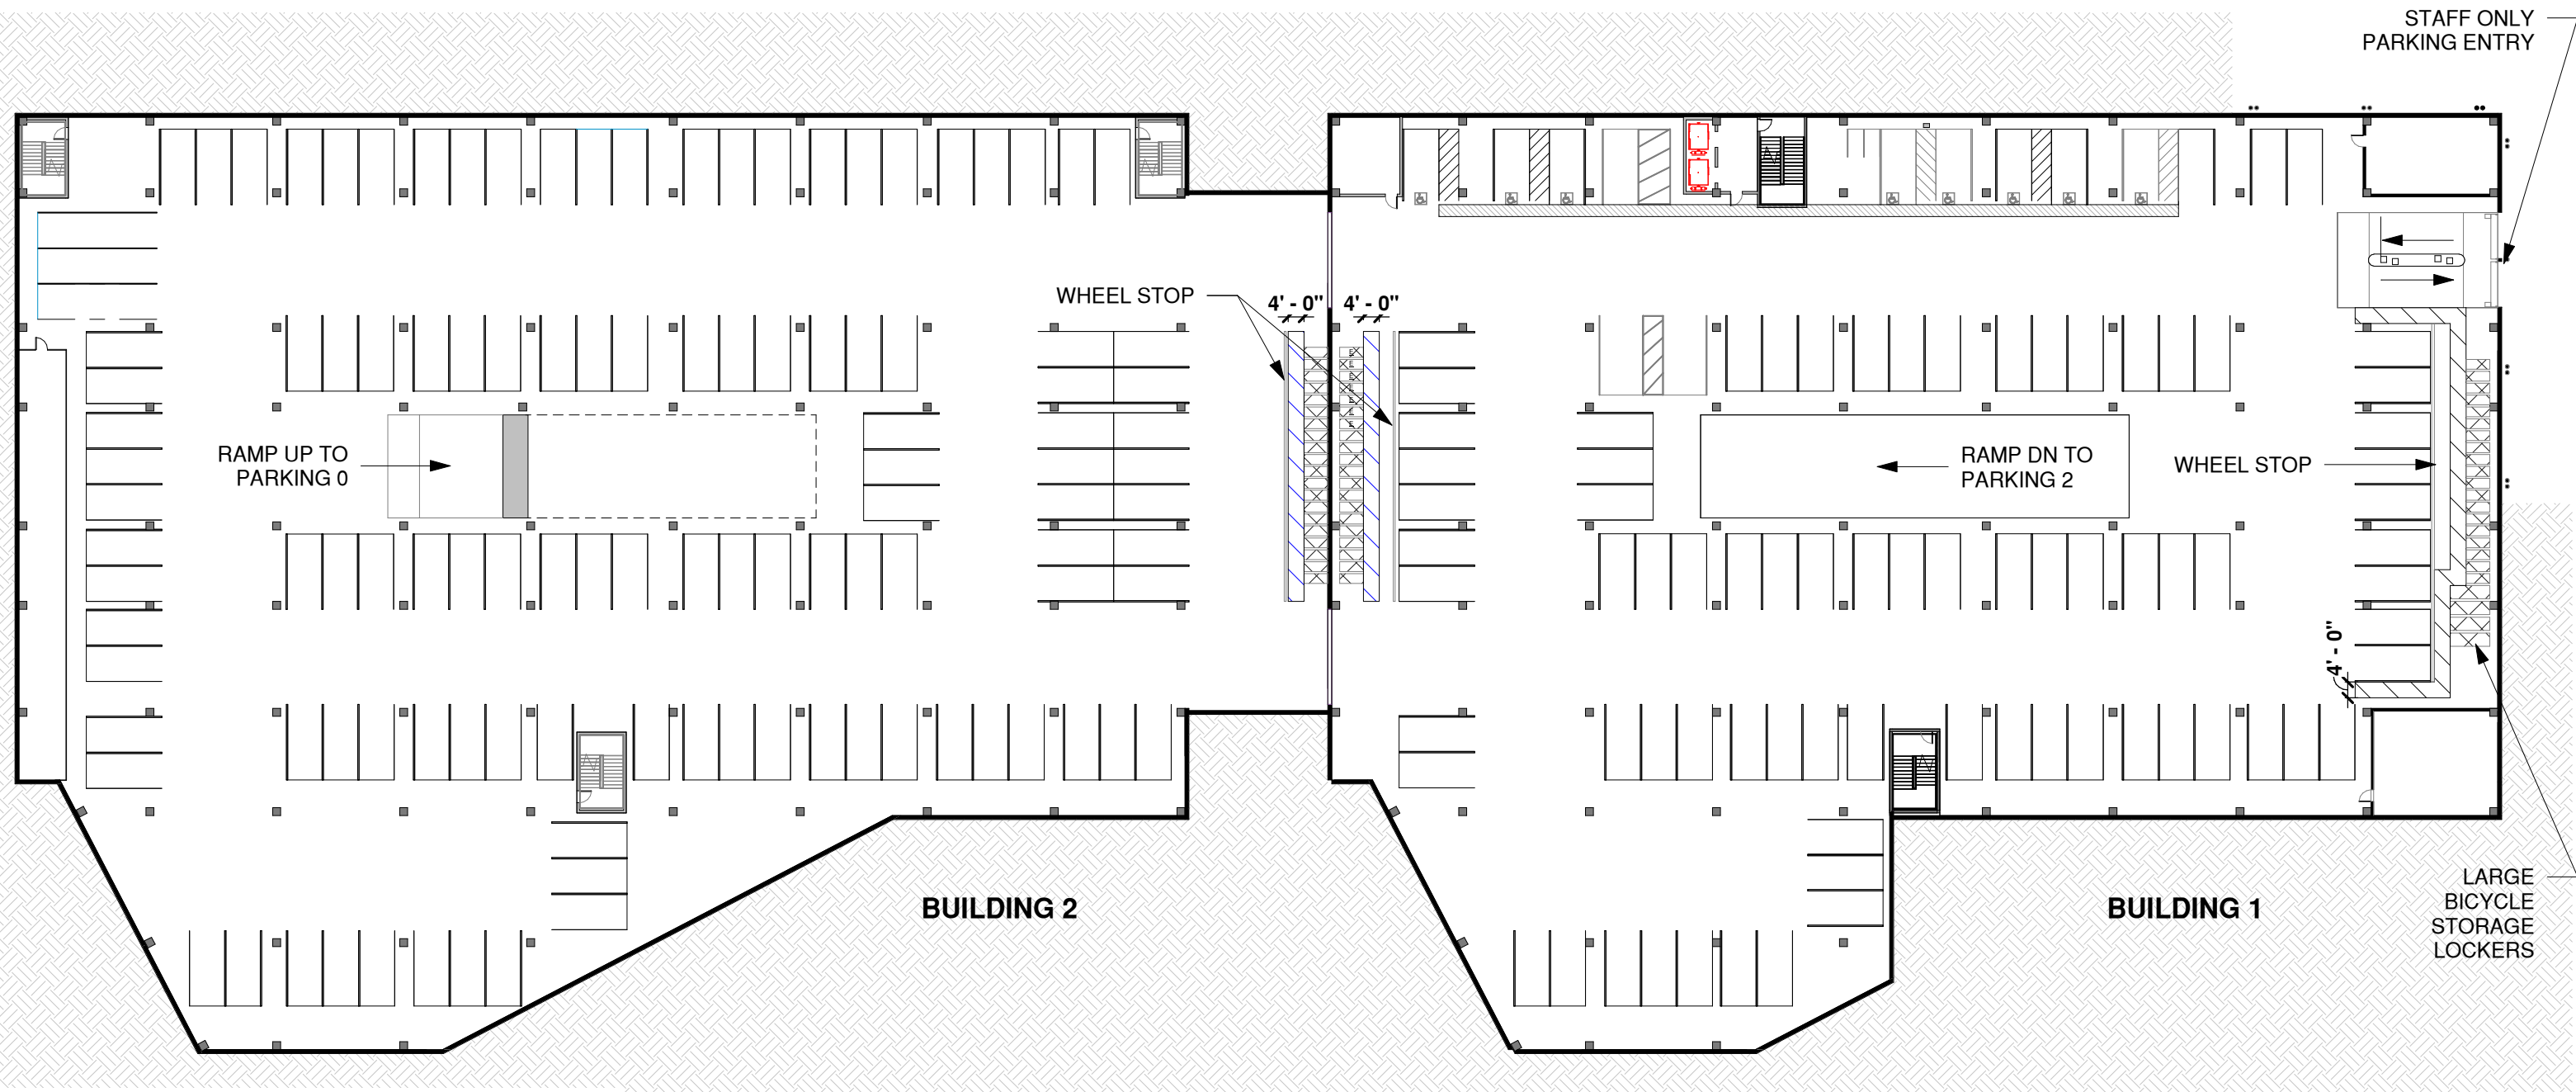 STAFF ONLY
PARKING ENTRY
WHEEL STOP
4' - 0"
4' - 0"
RAMP UP TO
PARKING 0
RAMP DN TO
PARKING 2
WHEEL STOP
4' - 0"
BUILDING 2
BUILDING 1
LARGE
BICYCLE
STORAGE
LOCKERS